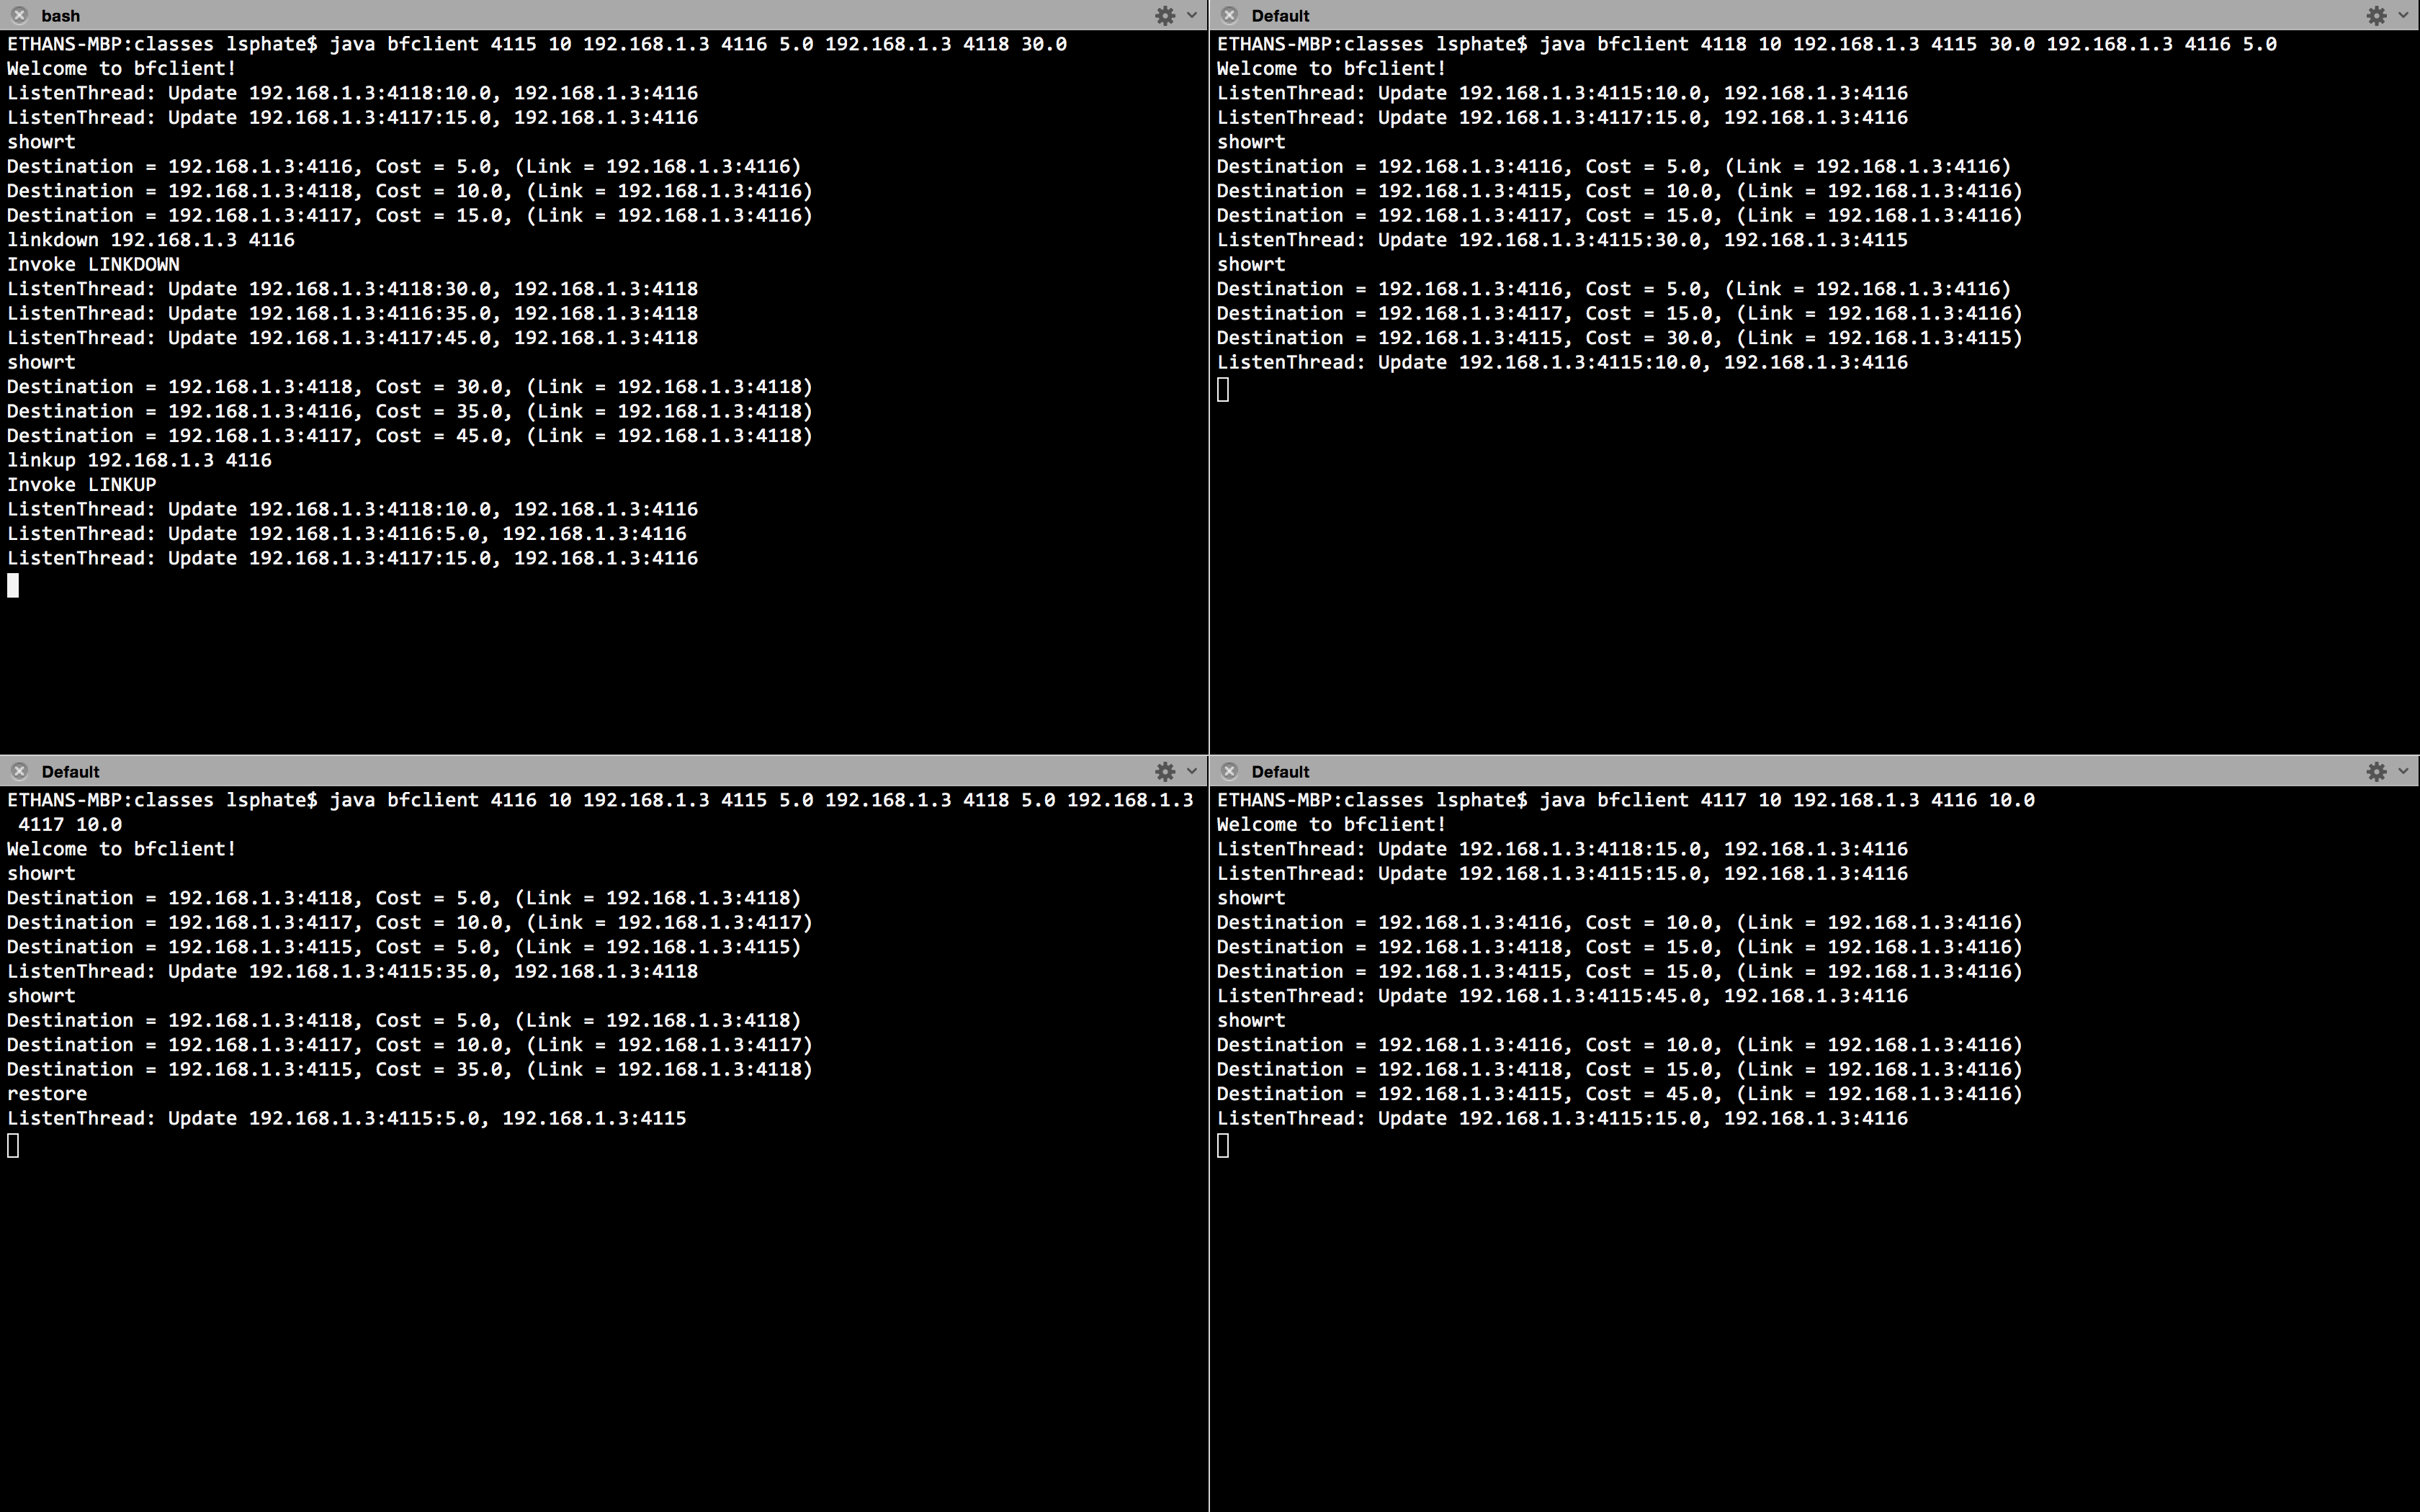 bash
ETHANS-MBP:classes lsphate$ java bfclient 4115 10 192.168.1.3 4116 5.0 192.168.1.3 4118 30.0
Welcome to bfclient!
ListenThread: Update 192.168.1.3:4118:10.0, 192.168.1.3:4116
ListenThread: Update 192.168.1.3:4117:15.0, 192.168.1.3:4116
showrt
Destination = 192.168.1.3:4116, Cost = 5.0, (Link = 192.168.1.3:4116)
Destination = 192.168.1.3:4118, Cost = 10.0, (Link = 192.168.1.3:4116)
Destination = 192.168.1.3:4117, Cost = 15.0, (Link = 192.168.1.3:4116)
linkdown 192.168.1.3 4116
Invoke LINKDOWN
ListenThread: Update 192.168.1.3:4118:30.0, 192.168.1.3:4118
ListenThread: Update 192.168.1.3:4116:35.0, 192.168.1.3:4118
ListenThread: Update 192.168.1.3:4117:45.0, 192.168.1.3:4118
showrt
Destination = 192.168.1.3:4118, Cost = 30.0, (Link = 192.168.1.3:4118)
Destination = 192.168.1.3:4116, Cost = 35.0, (Link = 192.168.1.3:4118)
Destination = 192.168.1.3:4117, Cost = 45.0, (Link = 192.168.1.3:4118)
linkup 192.168.1.3 4116
Invoke LINKUP
ListenThread: Update 192.168.1.3:4118:10.0, 192.168.1.3:4116
ListenThread: Update 192.168.1.3:4116:5.0, 192.168.1.3:4116
ListenThread: Update 192.168.1.3:4117:15.0, 192.168.1.3:4116
Default
ETHANS-MBP:classes lsphate$ java bfclient 4118 10 192.168.1.3 4115 30.0 192.168.1.3 4116 5.0
Welcome to bfclient!
ListenThread: Update 192.168.1.3:4115:10.0, 192.168.1.3:4116
ListenThread: Update 192.168.1.3:4117:15.0, 192.168.1.3:4116
showrt
Destination = 192.168.1.3:4116, Cost = 5.0, (Link = 192.168.1.3:4116)
Destination = 192.168.1.3:4115, Cost = 10.0, (Link = 192.168.1.3:4116)
Destination = 192.168.1.3:4117, Cost = 15.0, (Link = 192.168.1.3:4116)
ListenThread: Update 192.168.1.3:4115:30.0, 192.168.1.3:4115
showrt
Destination = 192.168.1.3:4116, Cost = 5.0, (Link = 192.168.1.3:4116)
Destination = 192.168.1.3:4117, Cost = 15.0, (Link = 192.168.1.3:4116)
Destination = 192.168.1.3:4115, Cost = 30.0, (Link = 192.168.1.3:4115)
ListenThread: Update 192.168.1.3:4115:10.0, 192.168.1.3:4116
Default
ETHANS-MBP:classes lsphate$ java bfclient 4116 10 192.168.1.3 4115 5.0 192.168.1.3 4118 5.0 192.168.1.3
4117 10.0
Welcome to bfclient!
showrt
Destination = 192.168.1.3:4118, Cost = 5.0, (Link = 192.168.1.3:4118)
Destination = 192.168.1.3:4117, Cost = 10.0, (Link = 192.168.1.3:4117)
Destination = 192.168.1.3:4115, Cost = 5.0, (Link = 192.168.1.3:4115)
ListenThread: Update 192.168.1.3:4115:35.0, 192.168.1.3:4118
showrt
Destination = 192.168.1.3:4118, Cost = 5.0, (Link = 192.168.1.3:4118)
Destination = 192.168.1.3:4117, Cost = 10.0, (Link = 192.168.1.3:4117)
Destination = 192.168.1.3:4115, Cost = 35.0, (Link = 192.168.1.3:4118)
restore
ListenThread: Update 192.168.1.3:4115:5.0, 192.168.1.3:4115
Default
ETHANS-MBP:classes lsphate$ java bfclient 4117 10 192.168.1.3 4116 10.0
Welcome to bfclient!
ListenThread: Update 192.168.1.3:4118:15.0, 192.168.1.3:4116
ListenThread: Update 192.168.1.3:4115:15.0, 192.168.1.3:4116
showrt
Destination = 192.168.1.3:4116, Cost = 10.0, (Link = 192.168.1.3:4116)
Destination = 192.168.1.3:4118, Cost = 15.0, (Link = 192.168.1.3:4116)
Destination = 192.168.1.3:4115, Cost = 15.0, (Link = 192.168.1.3:4116)
ListenThread: Update 192.168.1.3:4115:45.0, 192.168.1.3:4116
showrt
Destination = 192.168.1.3:4116, Cost = 10.0, (Link = 192.168.1.3:4116)
Destination = 192.168.1.3:4118, Cost = 15.0, (Link = 192.168.1.3:4116)
Destination = 192.168.1.3:4115, Cost = 45.0, (Link = 192.168.1.3:4116)
ListenThread: Update 192.168.1.3:4115:15.0, 192.168.1.3:4116